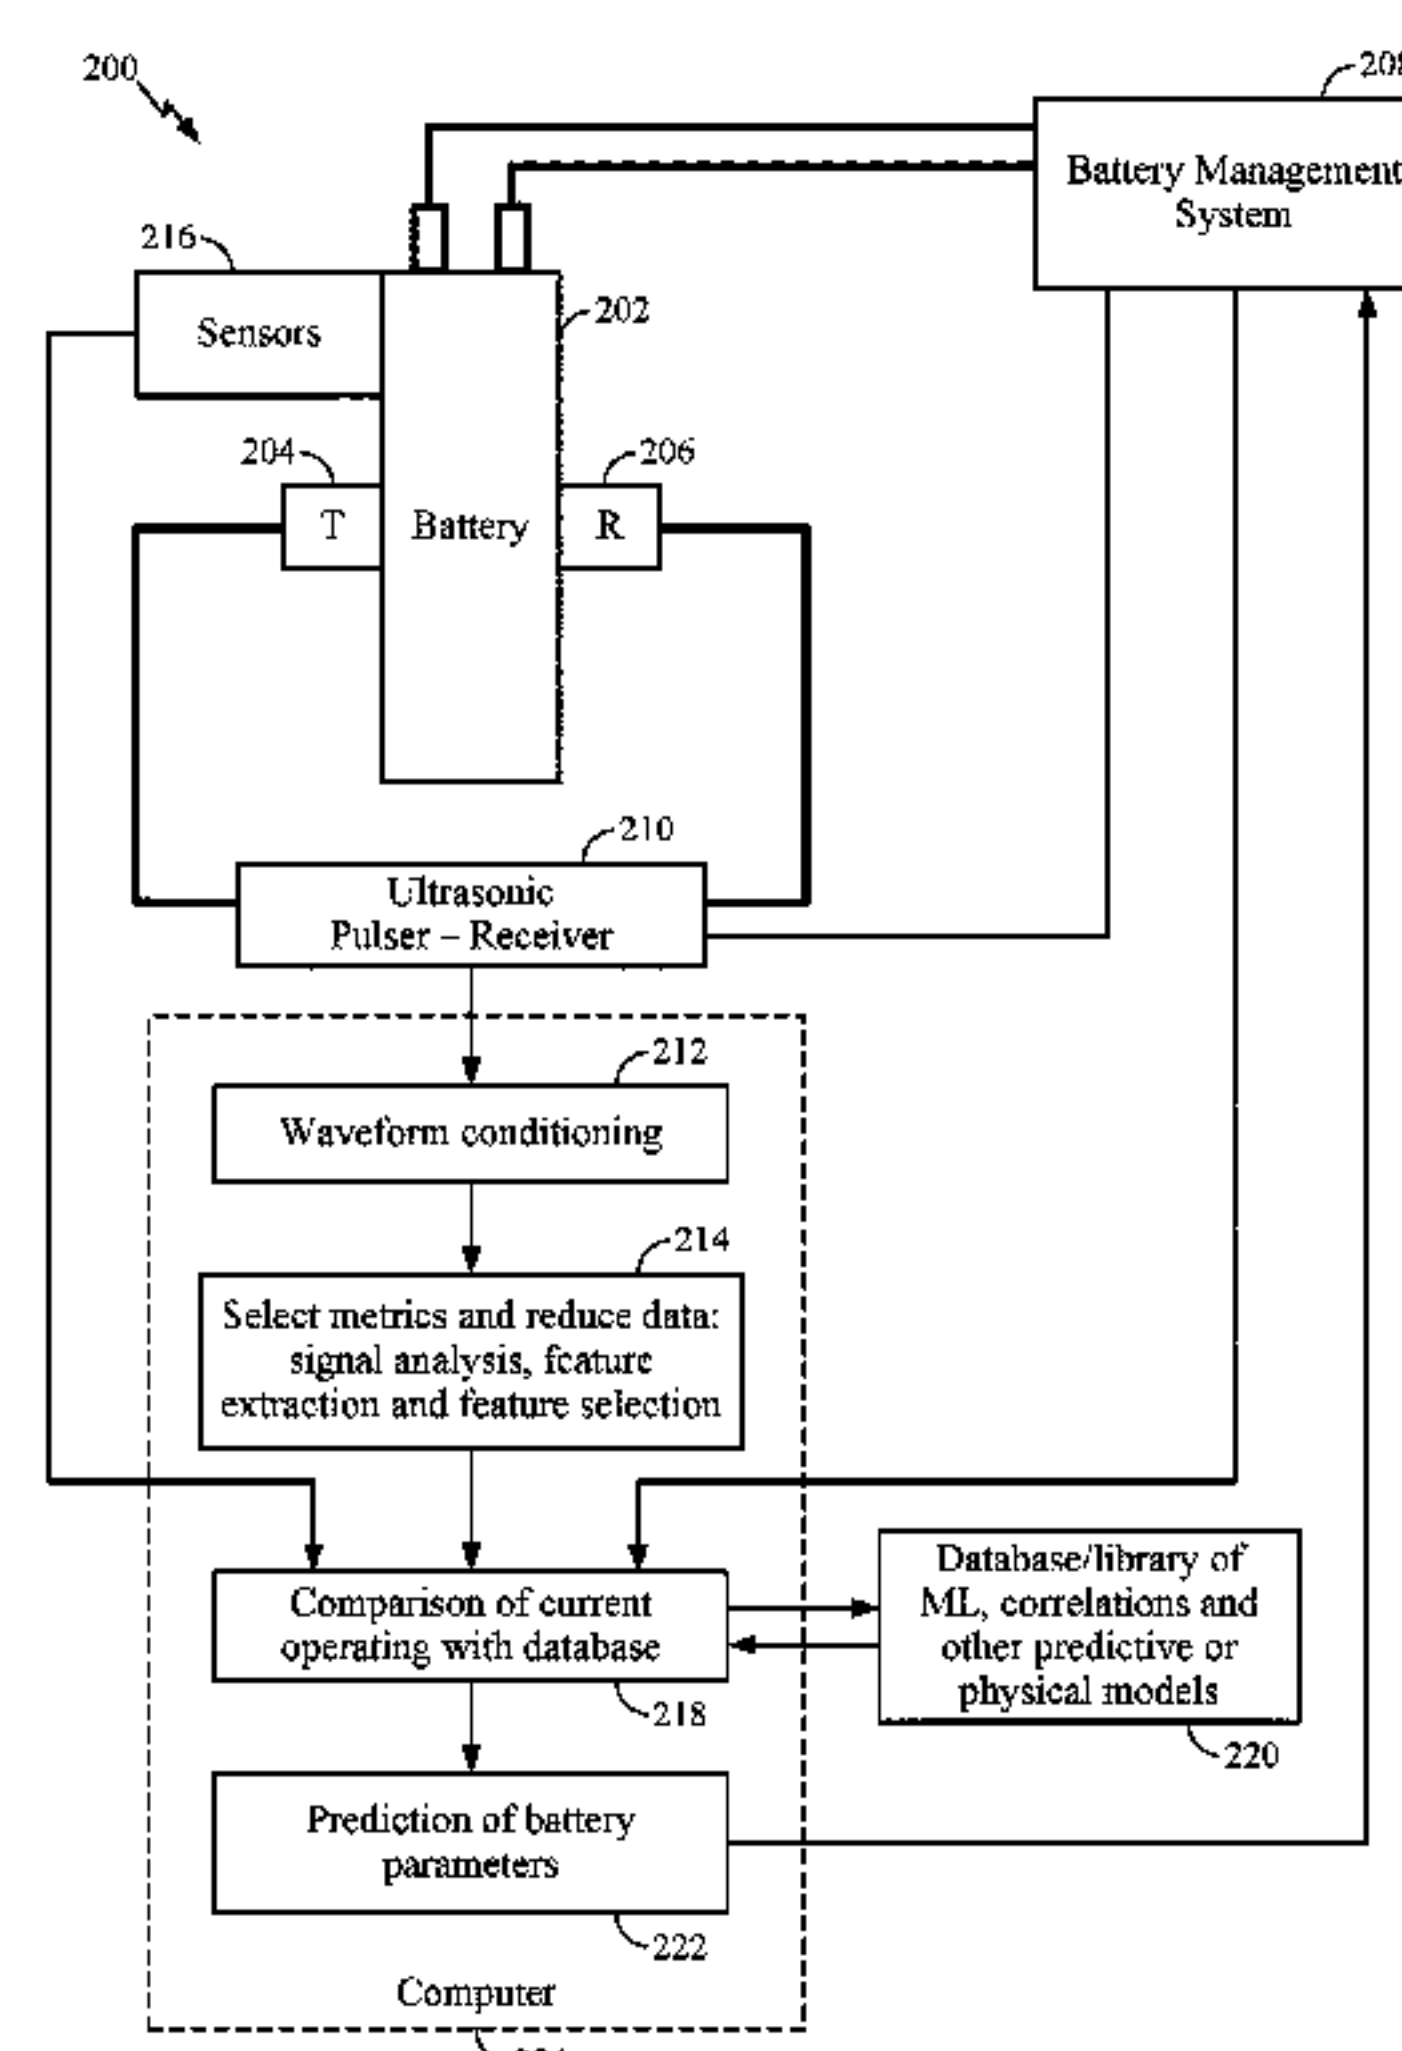 200
Battery Management
System
216
Sensors
202
204
206
T
Battery
R
210
Ultrasonic
Pulser – Receiver
212
Waveform conditioning
214
Select metrics and reduce data:
signal analysis, feature
extraction and feature selection
Comparison of current
operating with database
218
Database/library of
ML, correlations and
other predictive or
physical models
220
Prediction of battery
parameters
222
Computer